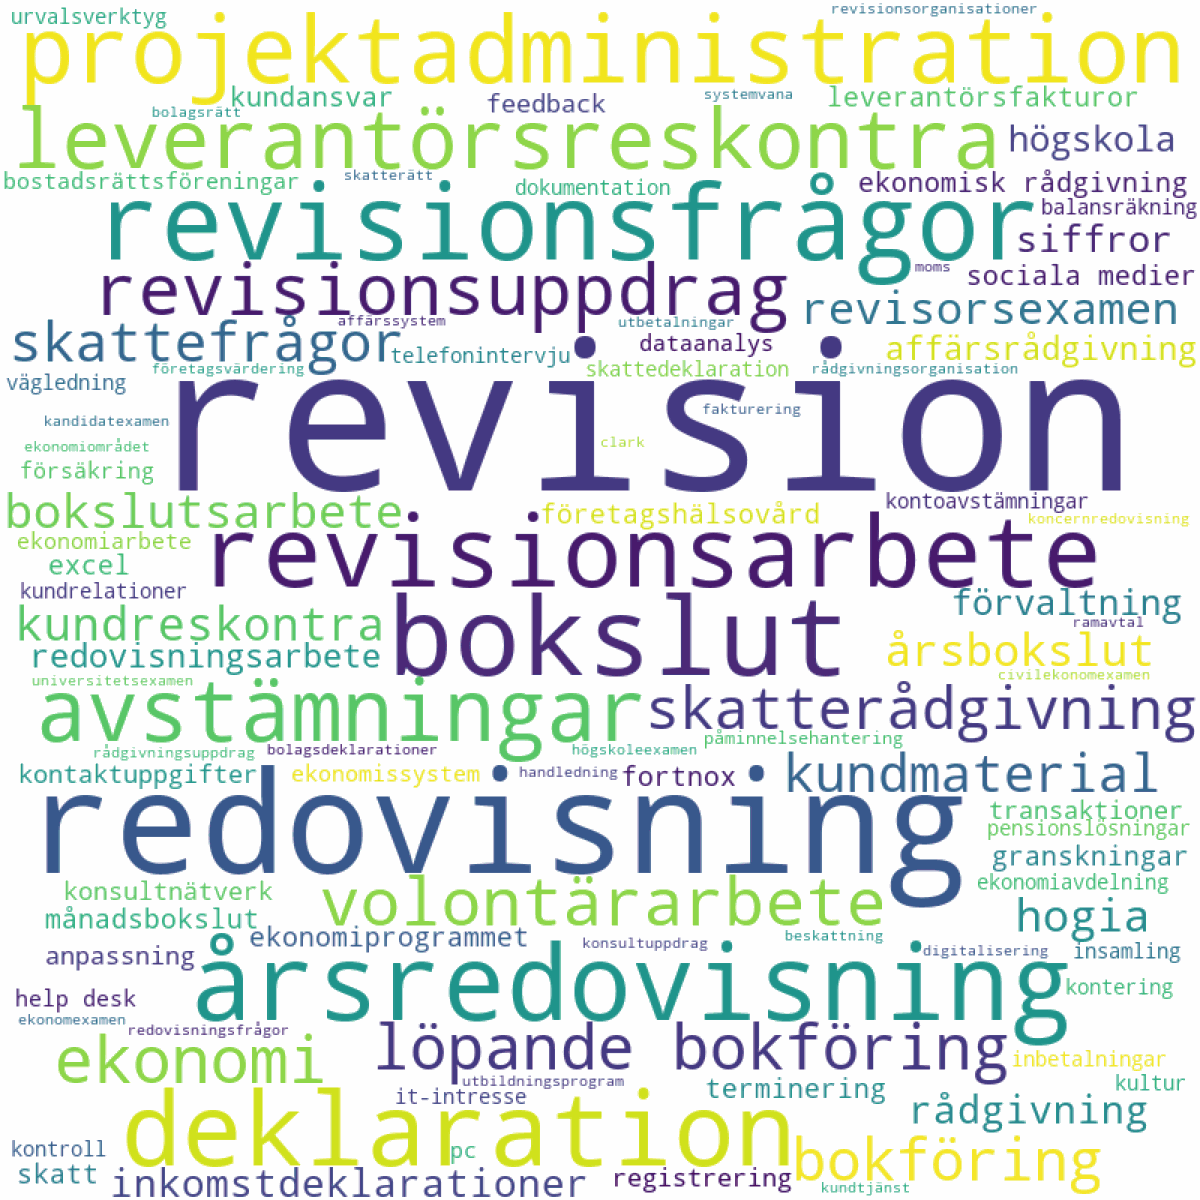 urvalsverktyg
revisionsorganisationer
projektadministration
kundansvar
feedback
systemvana
leverantörsfakturor
bolagsrätt
leverantörsreskontra
högskola
bostadsrättsföreningar
skatterätt
dokumentation
ekonomisk rådgivning
revisionsfrågor
balansräkning
siffror
revisionsuppdrag
moms
sociala medier
revisorsexamen
skattefrågor
affärssystem
utbetalningar
telefonintervju
dataanalys
affärsrådgivning
vägledning
företagsvärdering
skattedeklaration
rådgivningsorganisation
revision
kandidatexamen
fakturering
ekonomiområdet
clark
försäkring
bokslutsarbete
företagshälsovård
kontoavstämningar
koncernredovisning
ekonomiarbete
revisionsarbete
excel
kundrelationer
bokslut
förvaltning
kundreskontra
ramavtal
redovisningsarbete
årsbokslut
universitetsexamen
civilekonomexamen
avstämningar
skatterådgivning
rådgivningsuppdrag
bolagsdeklarationer
högskoleexamen
påminnelsehantering
kontaktuppgifter
ekonomissystem
handledning
fortnox
kundmaterial
redovisning
transaktioner
pensionslösningar
granskningar
konsultnätverk
volontärarbete
ekonomiavdelning
månadsbokslut
hogia
ekonomiprogrammet
konsultuppdrag
beskattning
anpassning
årsredovisning
digitalisering
insamling
help desk
kontering
ekonomexamen
redovisningsfrågor
ekonomi
löpande bokföring
inbetalningar
utbildningsprogram
it-intresse
terminering
kultur
deklaration
rådgivning
kontroll
pc
bokföring
skatt
inkomstdeklarationer
registrering
kundtjänst